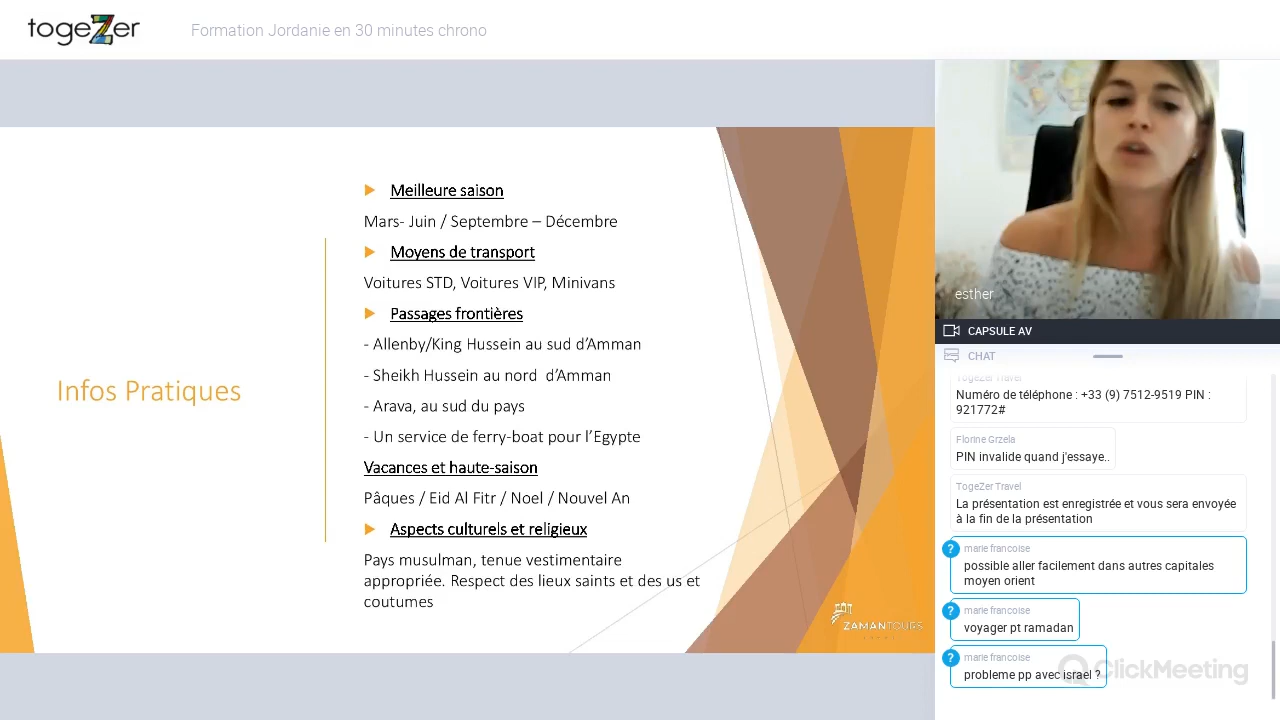 togeZer
Formation Jordanie en 30 minutes chrono
Infos Pratiques
Meilleure saison
Mars- Juin / Septembre – Décembre
Moyens de transport
Voitures STD, Voitures VIP, Minivans
Passages frontières
- Allenby/King Hussein au sud d'Amman
- Sheikh Hussein au nord d'Amman
- Arava, au sud du pays
- Un service de ferry-boat pour l'Egypte
Vacances et haute-saison
Pâques / Eid Al Fitr / Noel / Nouvel An
Aspects culturels et religieux
Pays musulman, tenue vestimentaire
appropriée. Respect des lieux saints et des us et
coutumes
ZAMANTOURS
esther
CAPSULE AV
CHAT
TogeZer Travel
Numéro de téléphone : +33 (9) 7512-9519 PIN :
921772#
Florine Grzela
PIN invalide quand j'essaye..
TogeZer Travel
La présentation est enregistrée et vous sera envoyée
à la fin de la présentation
?
marie francoise
possible aller facilement dans autres capitales
moyen orient
?
marie francoise
voyager pt ramadan
?
marie francoise
probleme pp avec israel ?
ClickMeeting